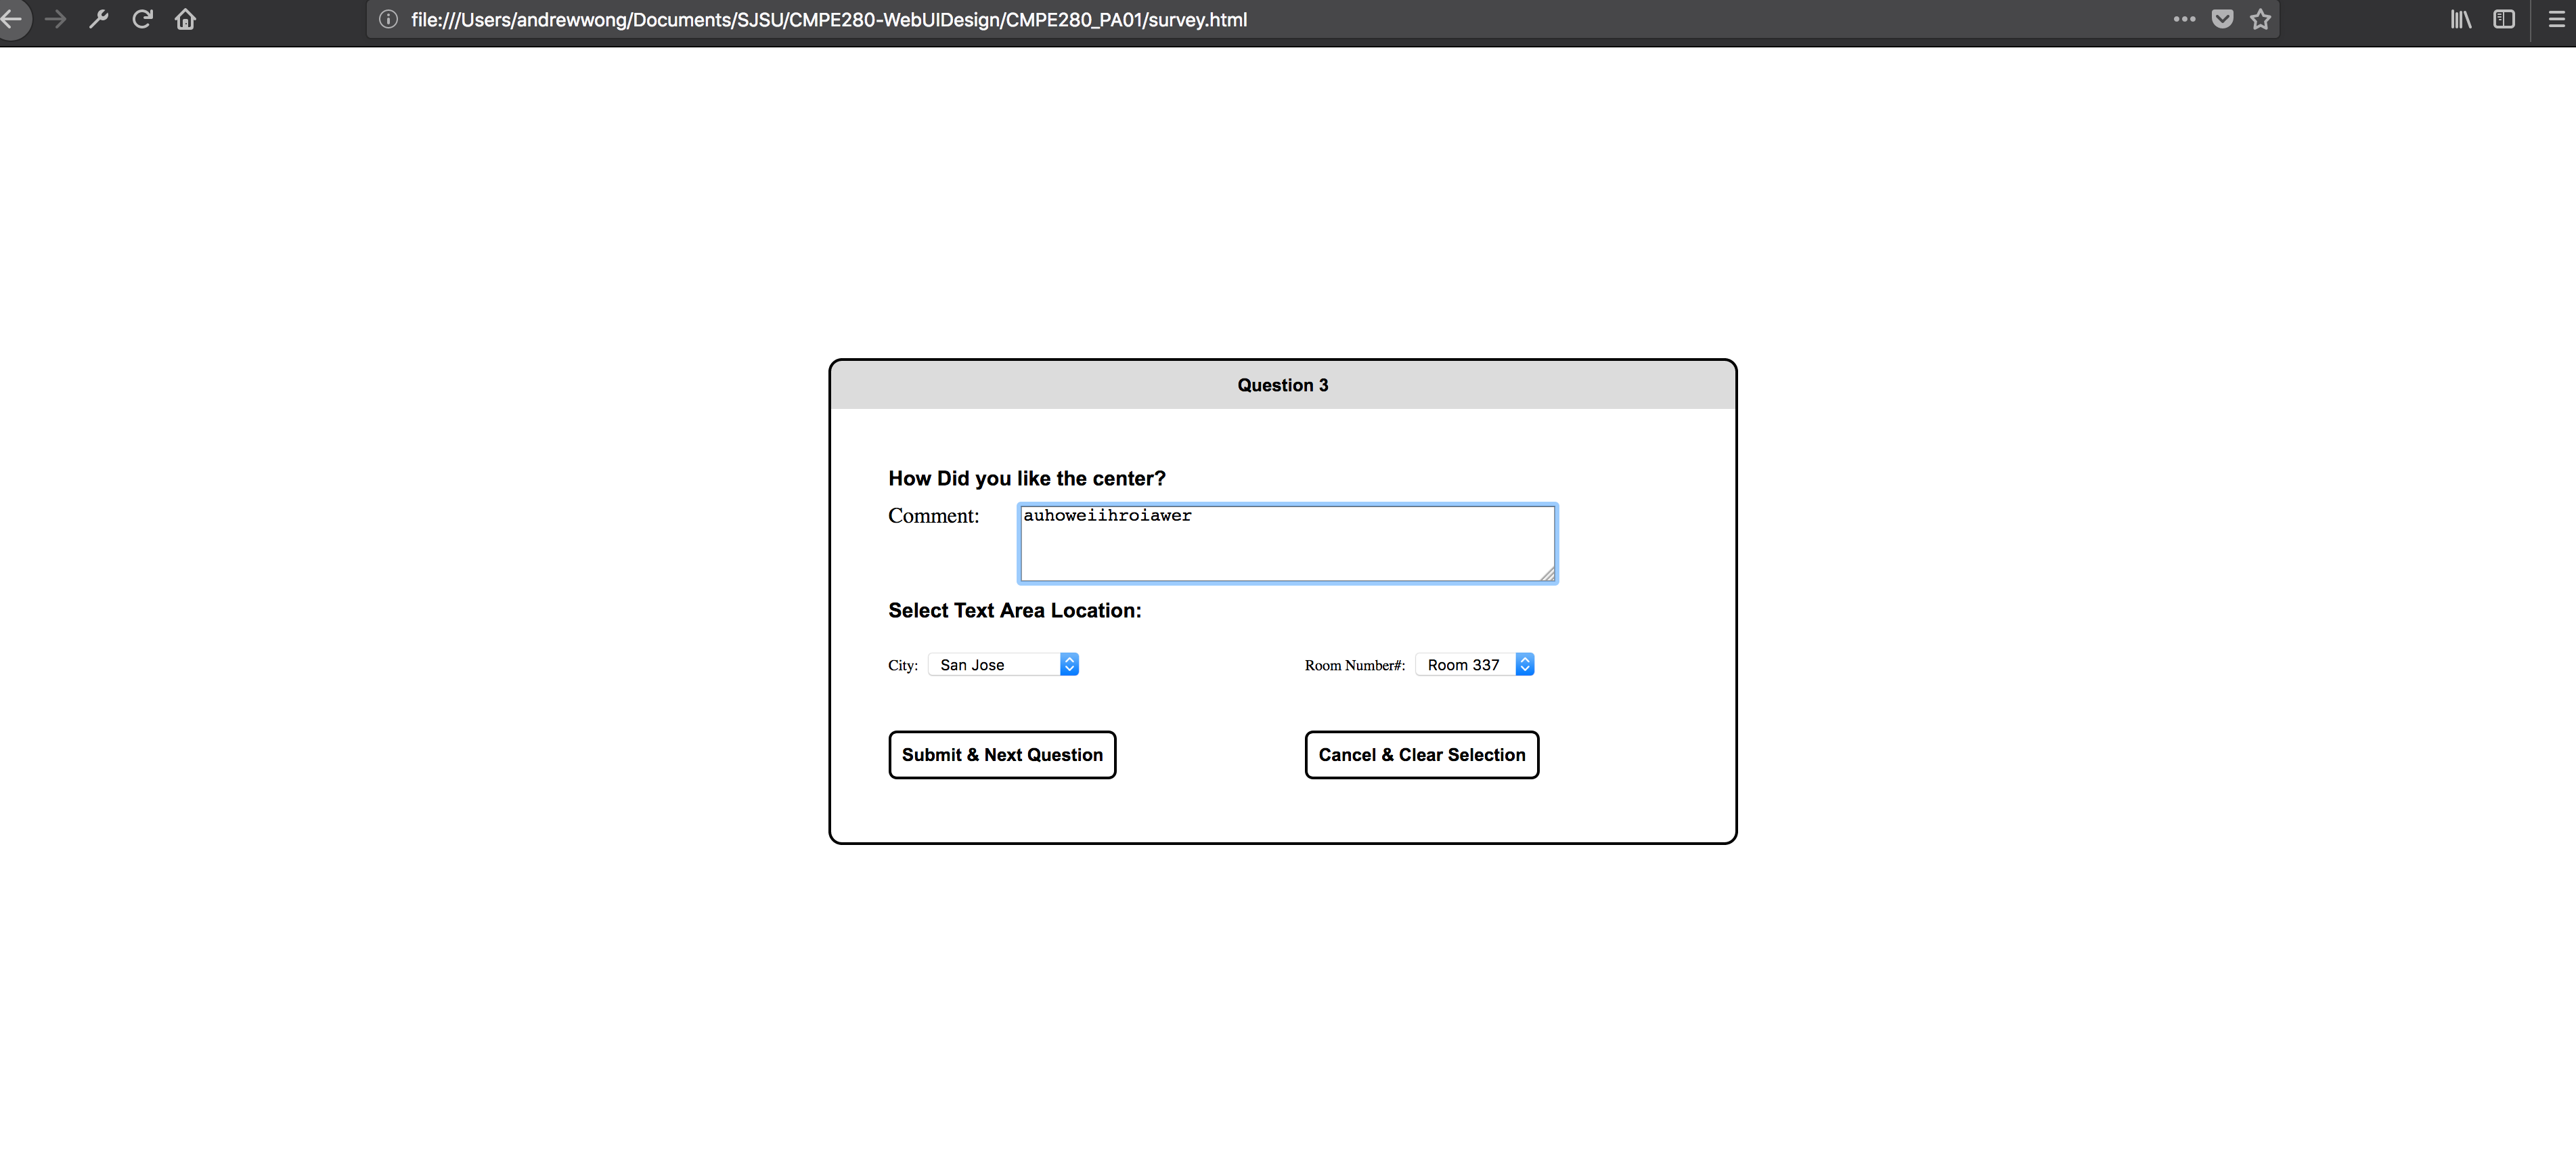 file:///Users/andrewwong/Documents/SJSU/CMPE280-WebUIDesign/CMPE280_PA01/survey.html
Question 3
How Did you like the center?
Comment: auhoweiihroiawer
Select Text Area Location:
City: San Jose Room Number#: Room 337
Submit & Next Question Cancel & Clear Selection